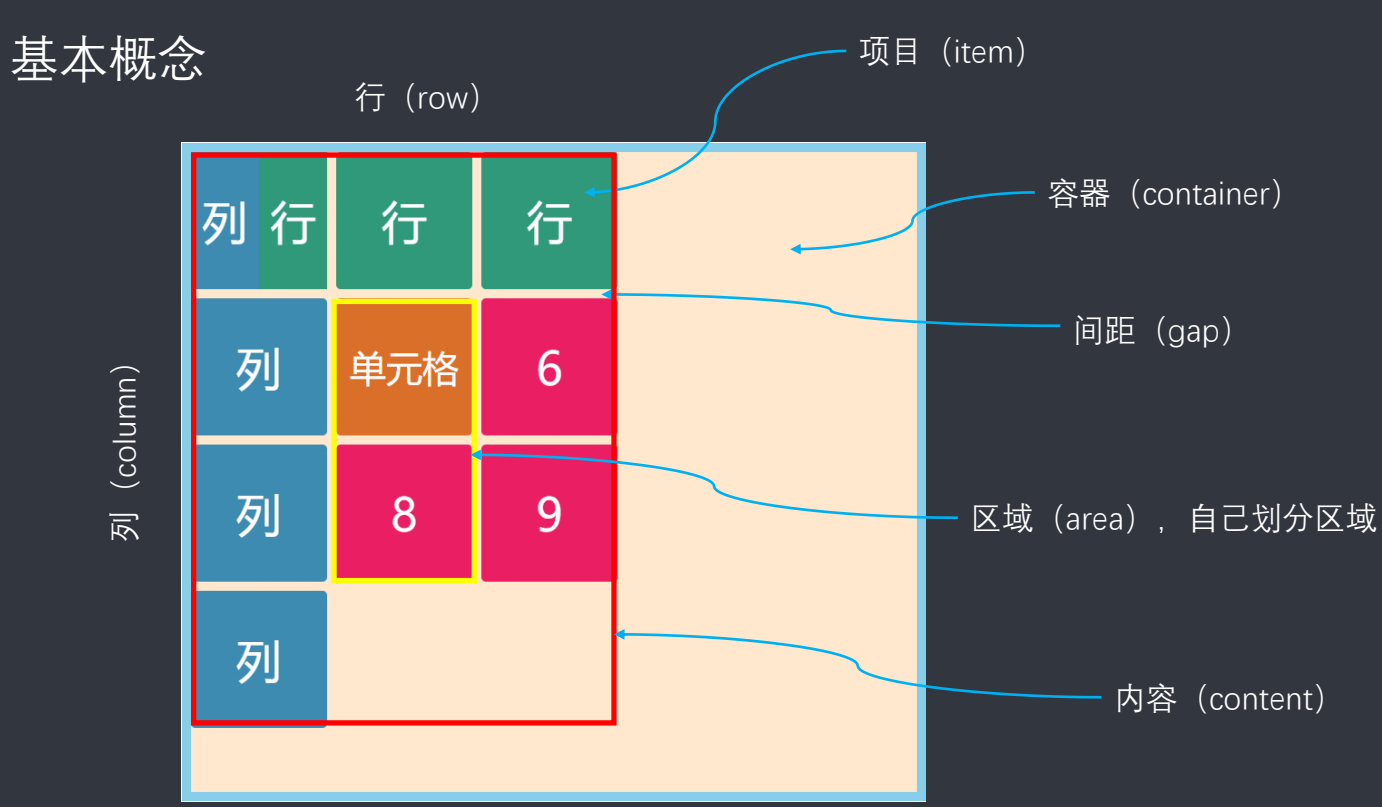 基本概念
项目（item）
行（row）
容器（container）
列 行 行 行
间距（gap）
列 单元格 6
列（column）
列 8 9
区域（area），自己划分区域
列
内容（content）